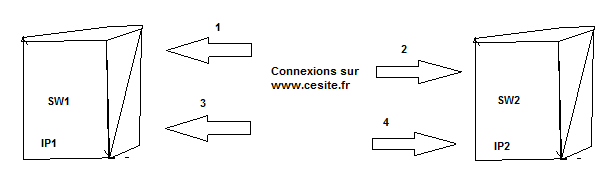 1
2
Connexions sur
www.cesite.fr
SW1
SW2
3
4
IP1
IP2